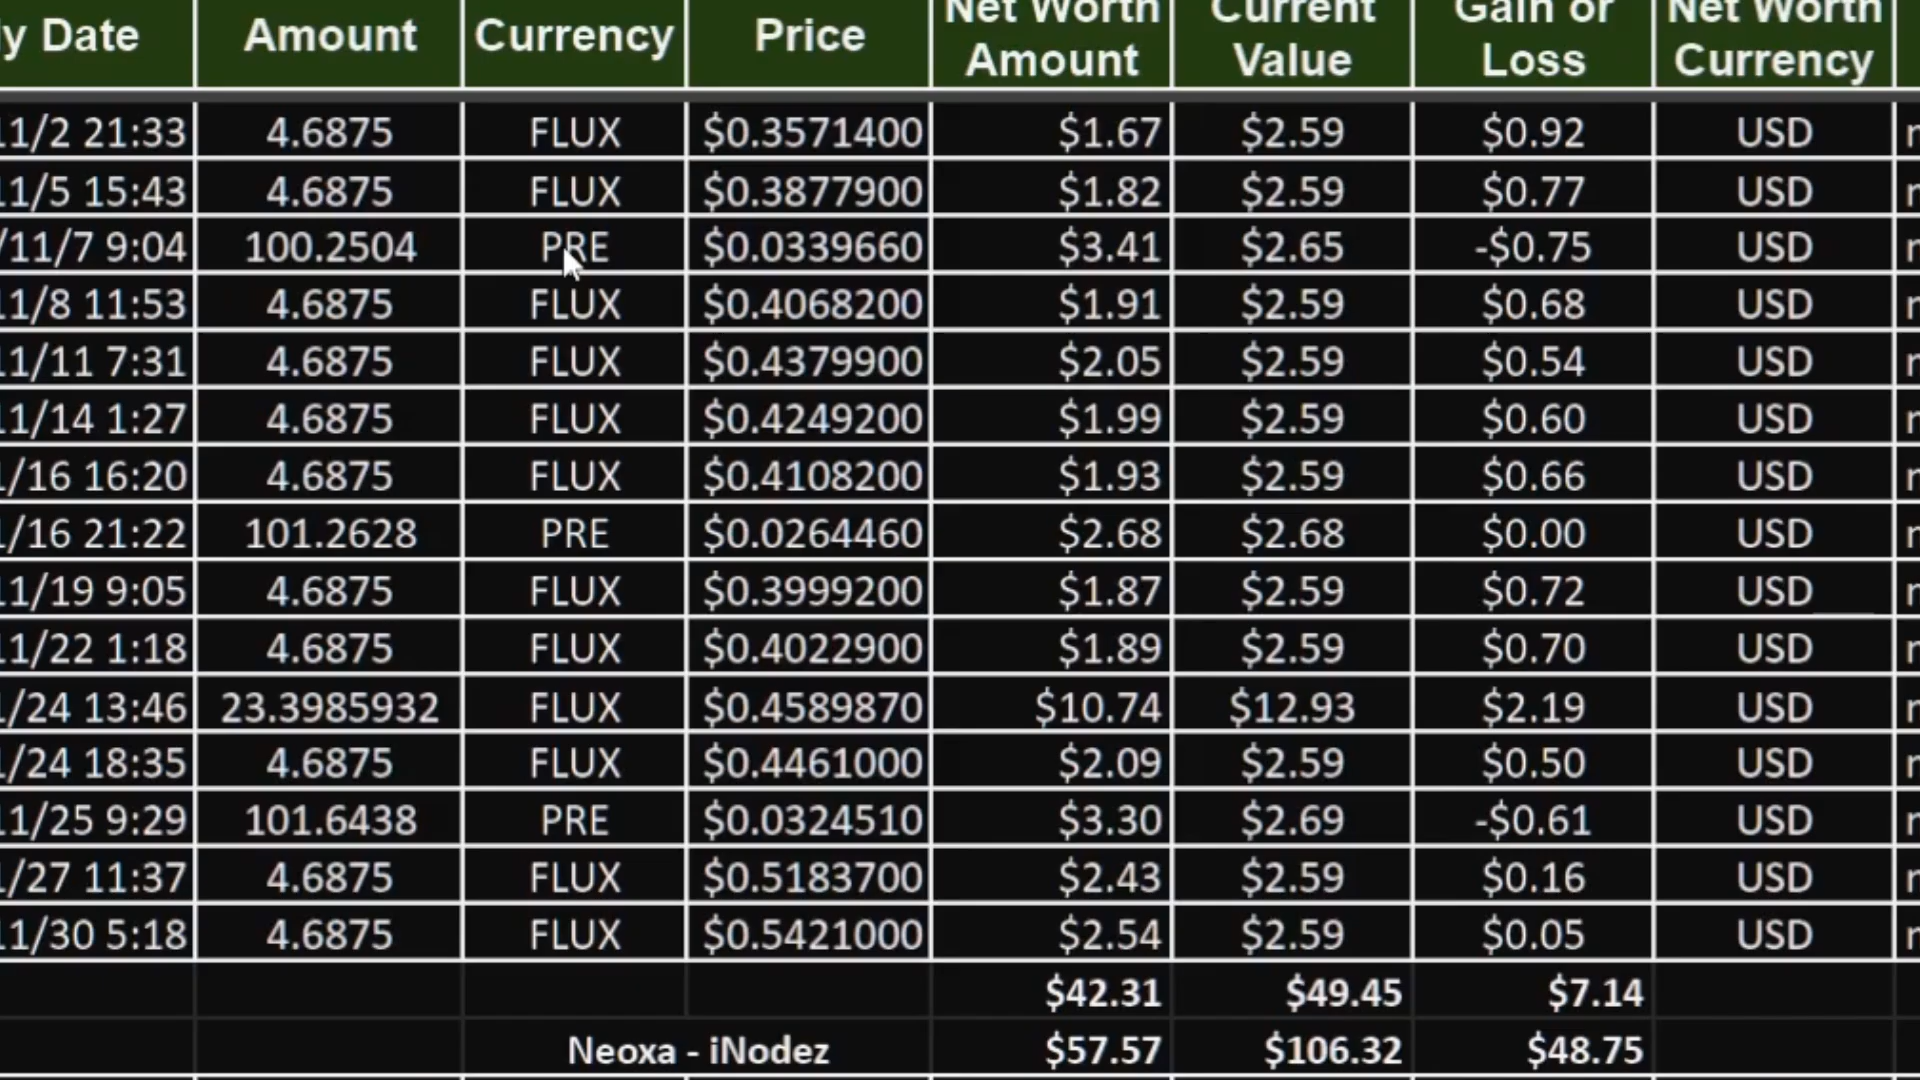 ly Date Amount Currency Price Net Worth Amount Current Value Gain or Loss Net Worth Currency
11/2 21:33 4.6875 FLUX $0.3571400 $1.67 $2.59 $0.92 USD
11/5 15:43 4.6875 FLUX $0.3877900 $1.82 $2.59 $0.77 USD
/11/7 9:04 100.2504 PRE $0.0339660 $3.41 $2.65 -$0.75 USD
11/8 11:53 4.6875 FLUX $0.4068200 $1.91 $2.59 $0.68 USD
11/11 7:31 4.6875 FLUX $0.4379900 $2.05 $2.59 $0.54 USD
11/14 1:27 4.6875 FLUX $0.4249200 $1.99 $2.59 $0.60 USD
1/16 16:20 4.6875 FLUX $0.4108200 $1.93 $2.59 $0.66 USD
1/16 21:22 101.2628 PRE $0.0264460 $2.68 $2.68 $0.00 USD
11/19 9:05 4.6875 FLUX $0.3999200 $1.87 $2.59 $0.72 USD
11/22 1:18 4.6875 FLUX $0.4022900 $1.89 $2.59 $0.70 USD
1/24 13:46 23.3985932 FLUX $0.4589870 $10.74 $12.93 $2.19 USD
1/24 18:35 4.6875 FLUX $0.4461000 $2.09 $2.59 $0.50 USD
11/25 9:29 101.6438 PRE $0.0324510 $3.30 $2.69 -$0.61 USD
1/27 11:37 4.6875 FLUX $0.5183700 $2.43 $2.59 $0.16 USD
11/30 5:18 4.6875 FLUX $0.5421000 $2.54 $2.59 $0.05 USD
$42.31 $49.45 $7.14
Neoxa - iNodez $57.57 $106.32 $48.75